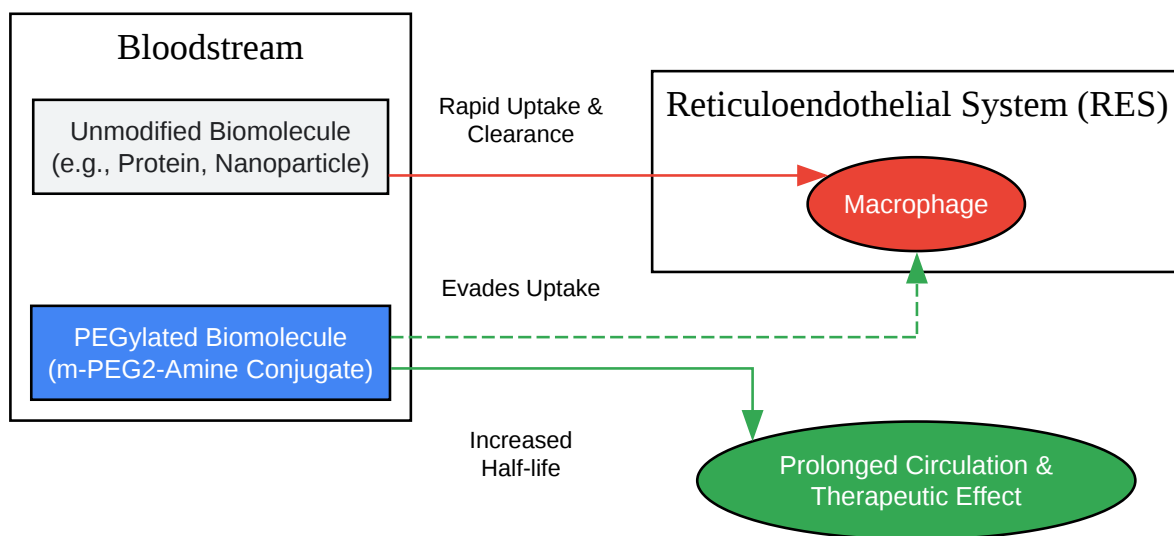 Bloodstream
Unmodified Biomolecule
(e.g., Protein, Nanoparticle)
Rapid Uptake &
Clearance
Reticuloendothelial System (RES)
Macrophage
Evades Uptake
PEGylated Biomolecule
(m-PEG2-Amine Conjugate)
Increased
Half-life
Prolonged Circulation &
Therapeutic Effect